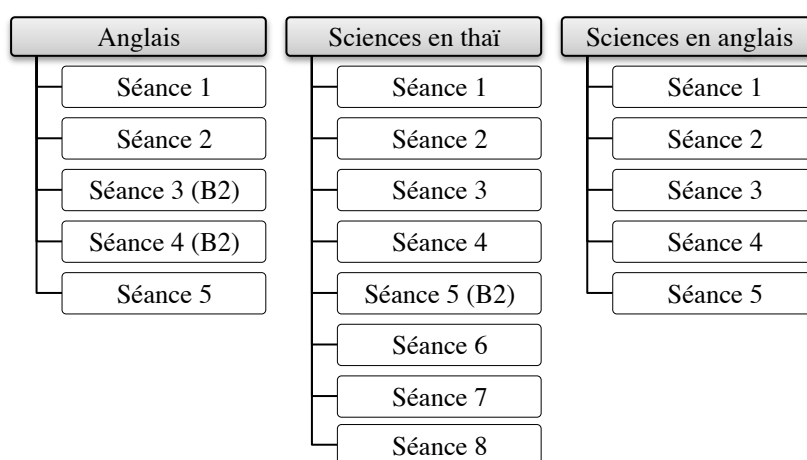 Anglais
Séance 1
Séance 2
Séance 3 (B2)
Séance 4 (B2)
Séance 5
Sciences en thaï
Séance 1
Séance 2
Séance 3
Séance 4
Séance 5 (B2)
Séance 6
Séance 7
Séance 8
Sciences en anglais
Séance 1
Séance 2
Séance 3
Séance 4
Séance 5